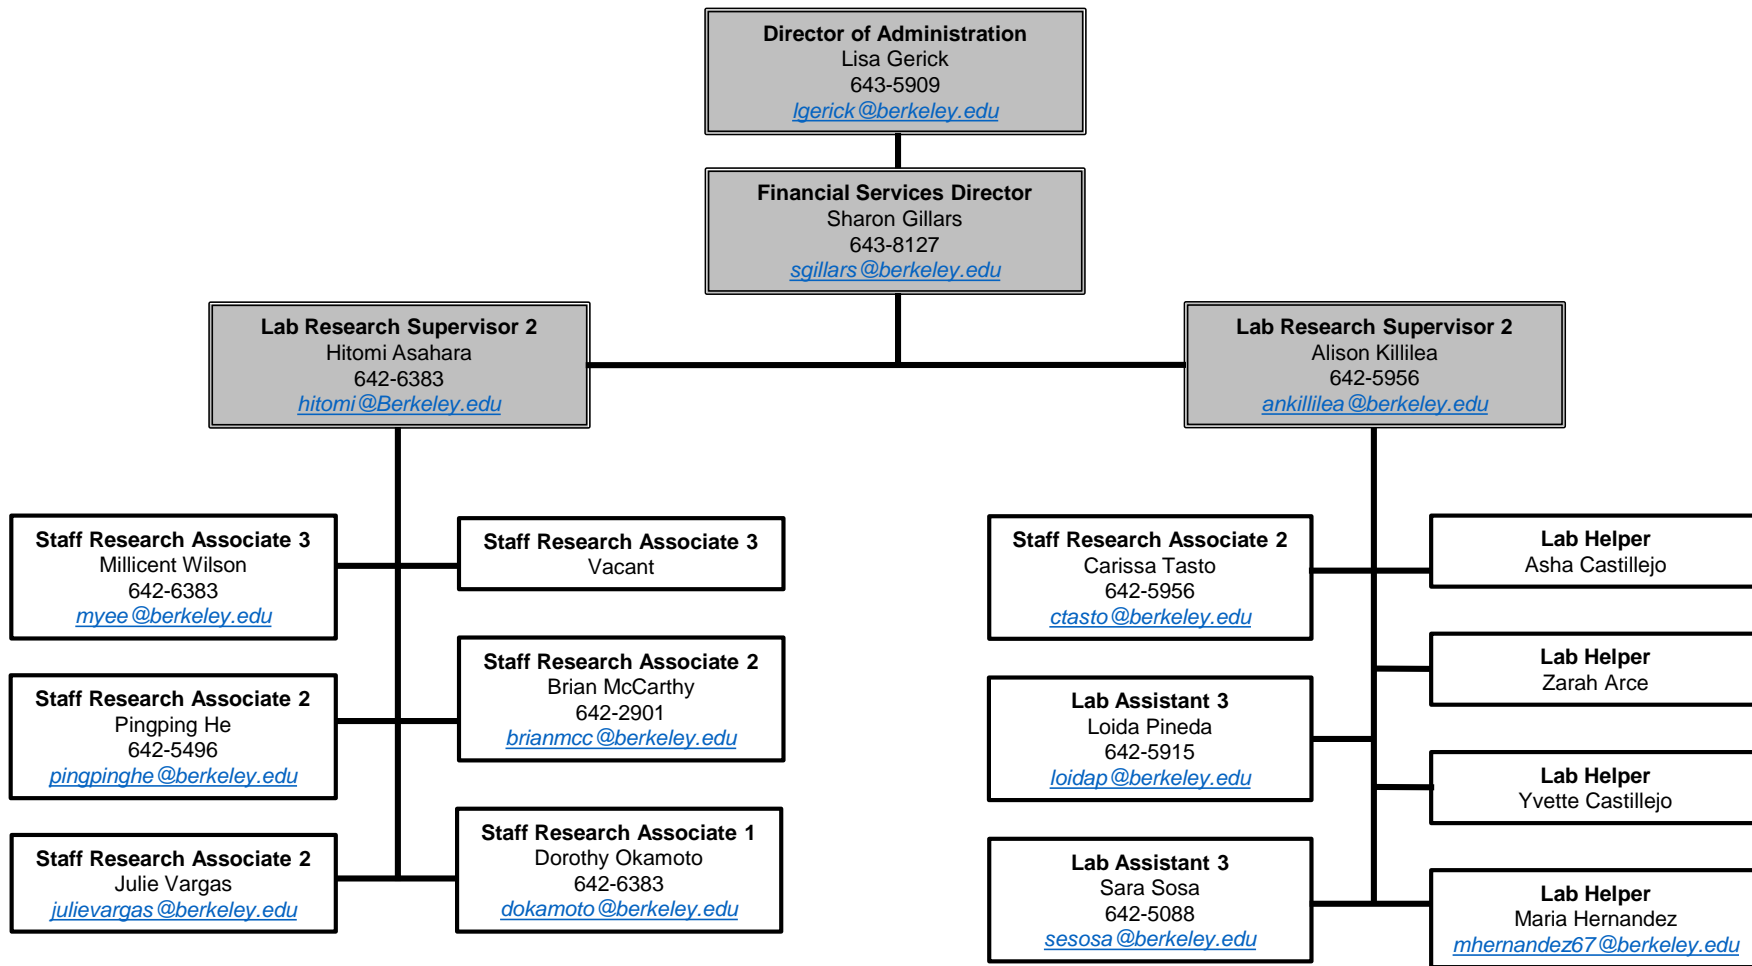 Director of Administration
Lisa Gerick
643-5909
lgerick@berkeley.edu
Financial Services Director
Sharon Gillars
643-8127
sgillars@berkeley.edu
Lab Research Supervisor 2
Hitomi Asahara
642-6383
hitomi@Berkeley.edu
Lab Research Supervisor 2
Alison Killilea
642-5956
ankillilea@berkeley.edu
Staff Research Associate 3
Millicent Wilson
642-6383
myee@berkeley.edu
Staff Research Associate 3
Vacant
Staff Research Associate 2
Pingping He
642-5496
pingpinghe@berkeley.edu
Staff Research Associate 2
Brian McCarthy
642-2901
brianmcc@berkeley.edu
Staff Research Associate 2
Julie Vargas
julievargas@berkeley.edu
Staff Research Associate 1
Dorothy Okamoto
642-6383
dokamoto@berkeley.edu
Staff Research Associate 2
Carissa Tasto
642-5956
ctasto@berkeley.edu
Lab Helper
Asha Castillejo
Lab Helper
Zarah Arce
Lab Assistant 3
Loida Pineda
642-5915
loidap@berkeley.edu
Lab Helper
Yvette Castillejo
Lab Assistant 3
Sara Sosa
642-5088
sesosa@berkeley.edu
Lab Helper
Maria Hernandez
mhernandez67@berkeley.edu